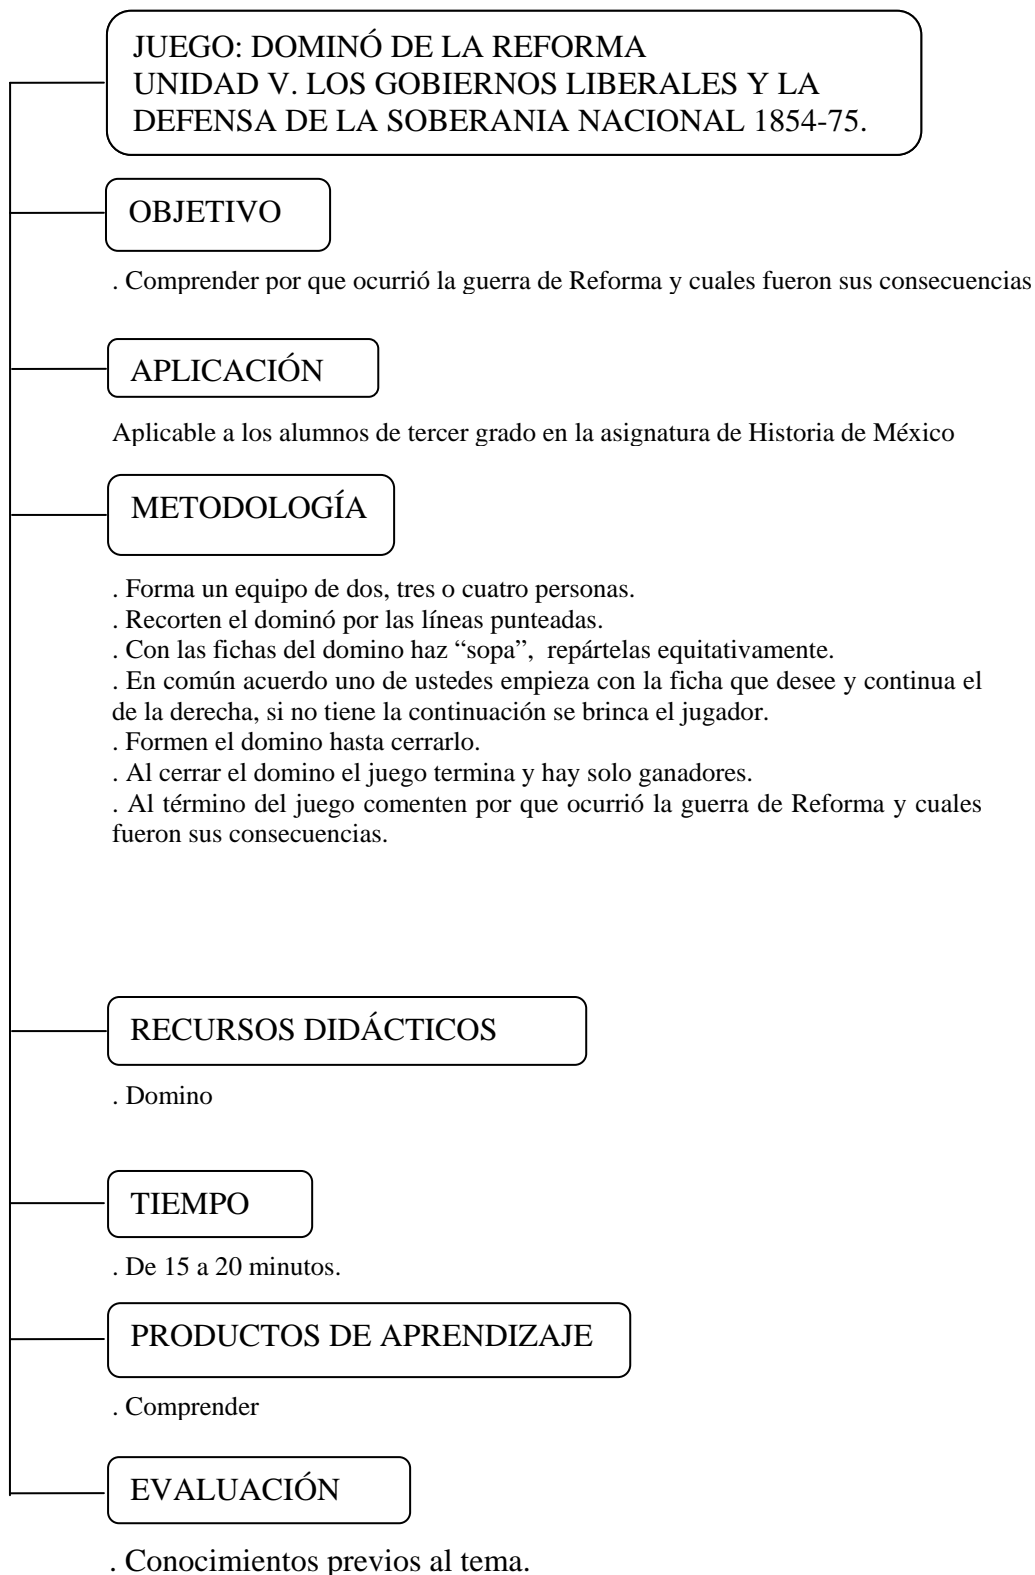 JUEGO: DOMINÓ DE LA REFORMA
UNIDAD V. LOS GOBIERNOS LIBERALES Y LA
DEFENSA DE LA SOBERANIA NACIONAL 1854-75.
OBJETIVO
. Comprender por que ocurrió la guerra de Reforma y cuales fueron sus consecuencias
APLICACIÓN
Aplicable a los alumnos de tercer grado en la asignatura de Historia de México
METODOLOGÍA
. Forma un equipo de dos, tres o cuatro personas.
. Recorten el dominó por las líneas punteadas.
. Con las fichas del domino haz “sopa”, repártelas equitativamente.
. En común acuerdo uno de ustedes empieza con la ficha que desee y continua el
de la derecha, si no tiene la continuación se brinca el jugador.
. Formen el domino hasta cerrarlo.
. Al cerrar el domino el juego termina y hay solo ganadores.
. Al término del juego comenten por que ocurrió la guerra de Reforma y cuales
fueron sus consecuencias.
RECURSOS DIDÁCTICOS
. Domino
TIEMPO
. De 15 a 20 minutos.
PRODUCTOS DE APRENDIZAJE
. Comprender
EVALUACIÓN
. Conocimientos previos al tema.